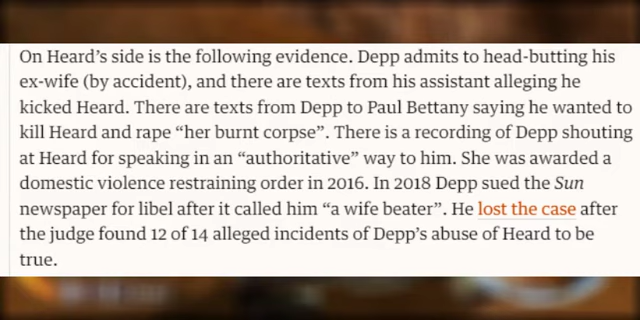 On Heard’s side is the following evidence. Depp admits to head-butting his
ex-wife (by accident), and there are texts from his assistant alleging he
kicked Heard. There are texts from Depp to Paul Bettany saying he wanted to
kill Heard and rape “her burnt corpse”. There is a recording of Depp shouting
at Heard for speaking in an “authoritative” way to him. She was awarded a
domestic violence restraining order in 2016. In 2018 Depp sued the Sun
newspaper for libel after it called him “a wife beater”. He lost the case after
the judge found 12 of 14 alleged incidents of Depp’s abuse of Heard to be
true.